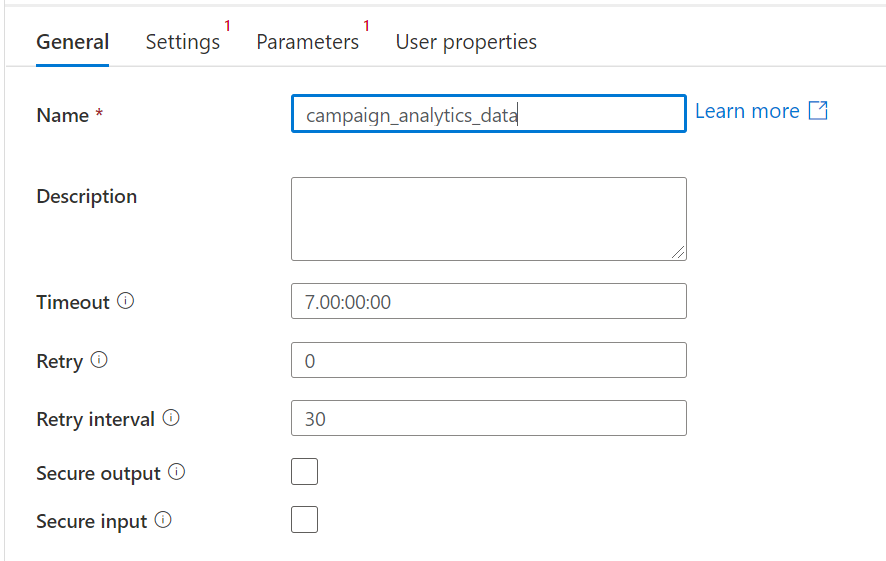 General Settings 1 Parameters 1 User properties
Name * campaign_analytics_data Learn more
Description
Timeout 7.00:00:00
Retry 0
Retry interval 30
Secure output
Secure input